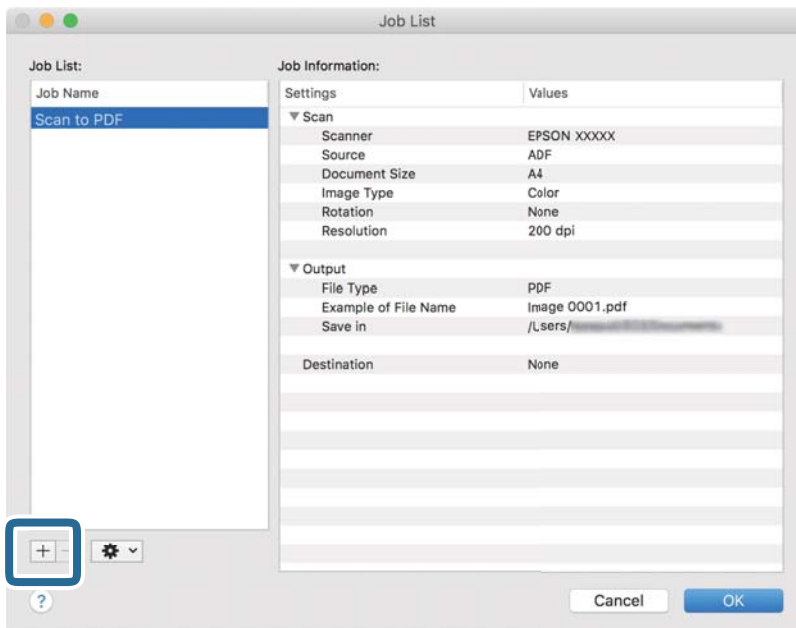 Job List
Job List:
Job Name
Scan to PDF
Job Information:
Settings Values
Scan
Scanner EPSON XXXXX
Source ADF
Document Size A4
Image Type Color
Rotation None
Resolution 200 dpi
Output
File Type PDF
Example of File Name Image 0001.pdf
Save in /Users/
Destination None
+ -
? Cancel OK